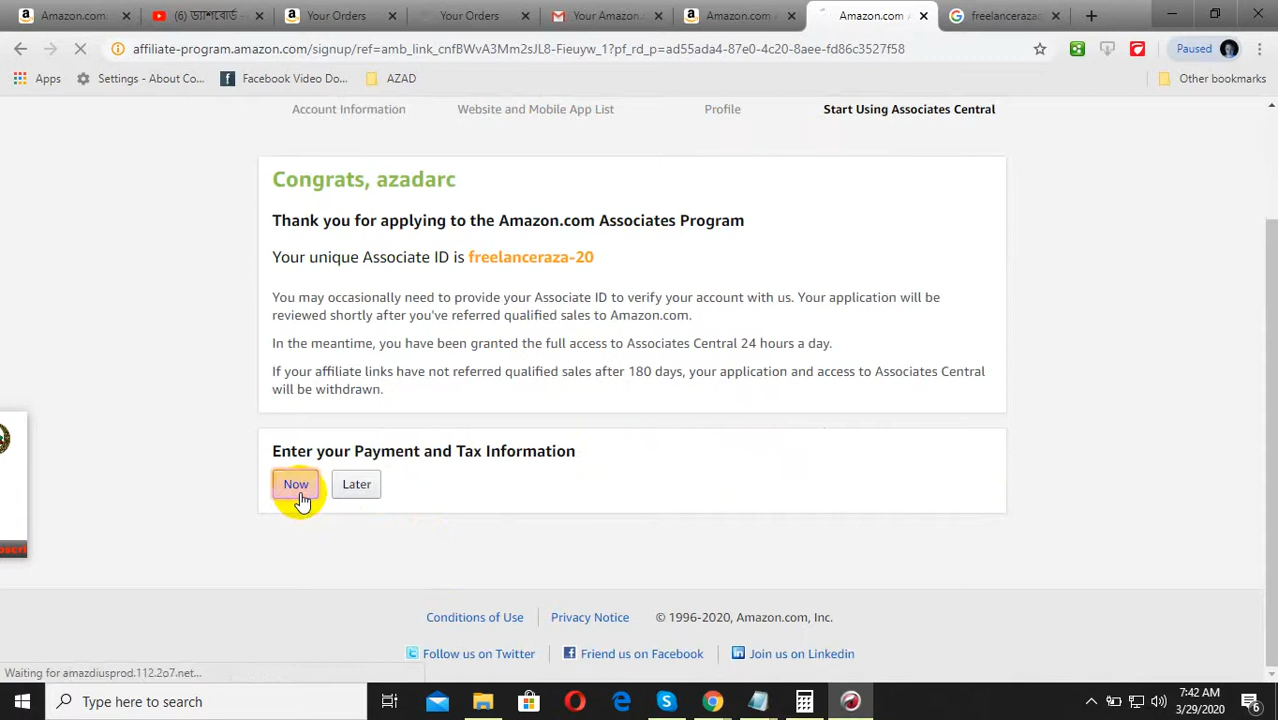 Amazon.com
(6) ড্যাশবোর্ড -
Your Orders
Your Orders
Your Amazon.
Amazon.com
Amazon.com A
freelanceraza
affiliate-program.amazon.com/signup/ref=amb_link_cnfBWvA3Mm2sJL8-Fieuyw_1?pf_rd_p=ad55ada4-87e0-4c20-8aee-fd86c3527f58
Paused
Apps
Settings - About Co...
Facebook Video Do...
AZAD
Other bookmarks
Account Information
Website and Mobile App List
Profile
Start Using Associates Central
Congrats, azadarc
Thank you for applying to the Amazon.com Associates Program
Your unique Associate ID is freelanceraza-20
You may occasionally need to provide your Associate ID to verify your account with us. Your application will be
reviewed shortly after you've referred qualified sales to Amazon.com.
In the meantime, you have been granted the full access to Associates Central 24 hours a day.
If your affiliate links have not referred qualified sales after 180 days, your application and access to Associates Central
will be withdrawn.
Enter your Payment and Tax Information
Now
Later
Conditions of Use
Privacy Notice
© 1996-2020, Amazon.com, Inc.
Follow us on Twitter
Friend us on Facebook
Join us on Linkedin
Waiting for amazdiusprod.112.2o7.net...
Type here to search
7:42 AM
3/29/2020
6